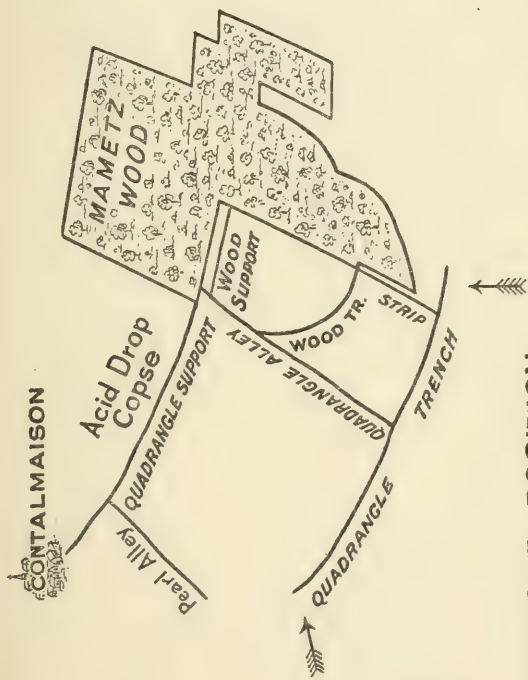 CONTALMAISON
MAMETZ
WOOD
Acid Drop
Copse
QUADRANGLE SUPPORT
WOOD
SUPPORT
Pearl Alley
QUADRANGLE ALLEY
WOOD TR.
STRIP
QUADRANGLE TRENCH